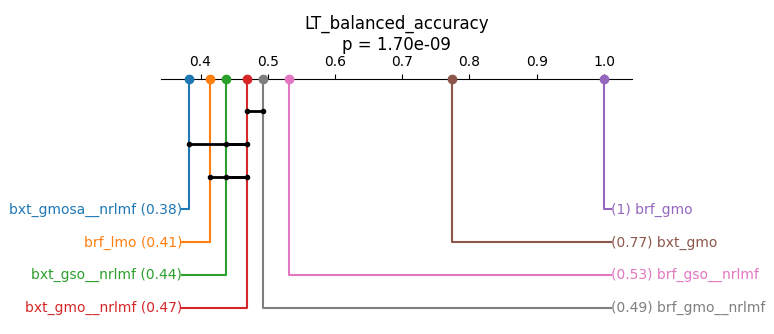 LT_balanced_accuracy
p = 1.70e-09
0.4 0.5 0.6 0.7 0.8 0.9 1.0
bxt_gmosa__nrlmf (0.38) (1) brf_gmo
brf_lmo (0.41) (0.77) bxt_gmo
bxt_gso__nrlmf (0.44) (0.53) brf_gso__nrlmf
bxt_gmo__nrlmf (0.47) (0.49) brf_gmo__nrlmf